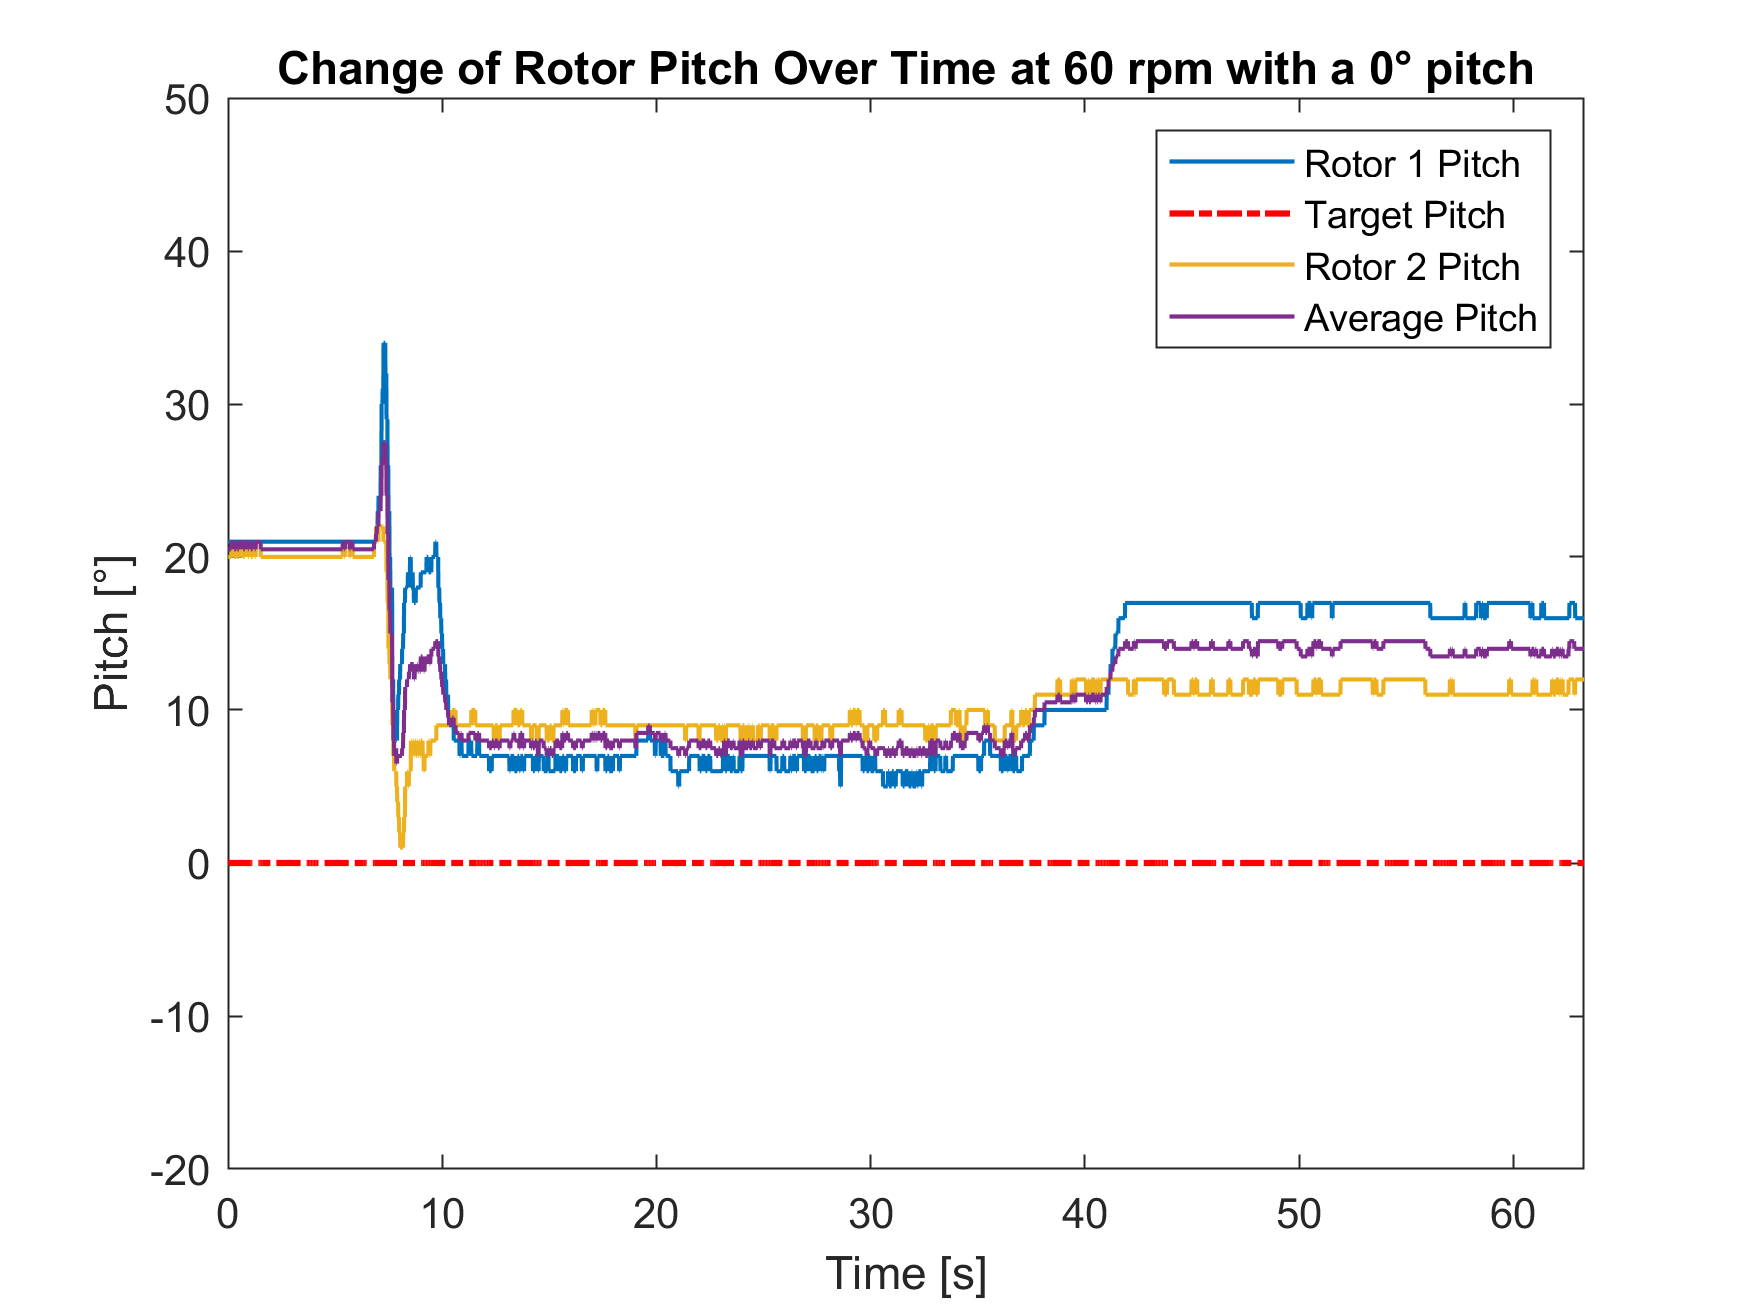 Change of Rotor Pitch Over Time at 60 rpm with a 0° pitch
50
40
30
20
10
0
-10
-20
Pitch [°]
Rotor 1 Pitch
Target Pitch
Rotor 2 Pitch
Average Pitch
0 10 20 30 40 50 60
Time [s]